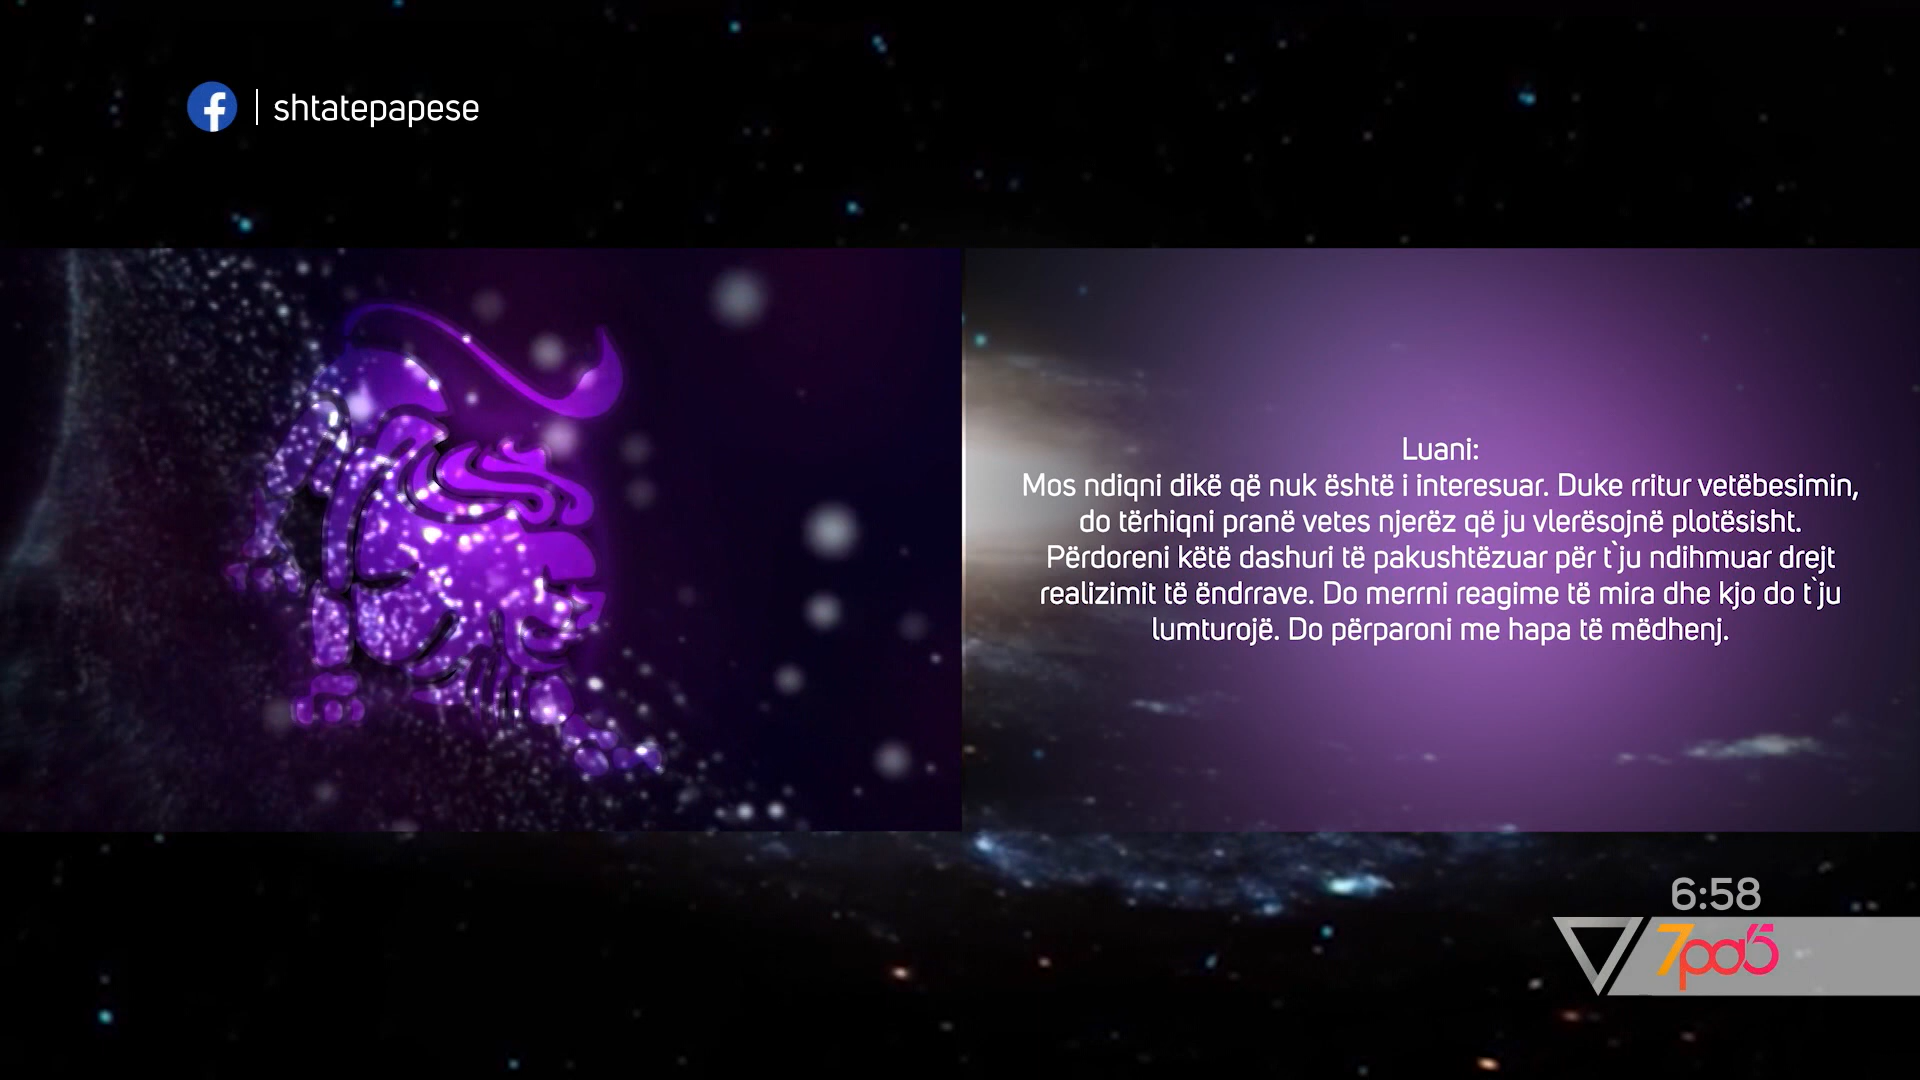 shtatepapese
Luani:
Mos ndiqni dikë që nuk është i interesuar. Duke rritur vetëbesimin,
do tërhiqni pranë vetes njerëz që ju vlerësojnë plotësisht.
Përdoreni këtë dashuri të pakushtëzuar për t`ju ndihmuar drejt
realizimit të ëndrrave. Do merrni reagime të mira dhe kjo do t`ju
lumturojë. Do përparoni me hapa të mëdhenj.
6:58
7pa5